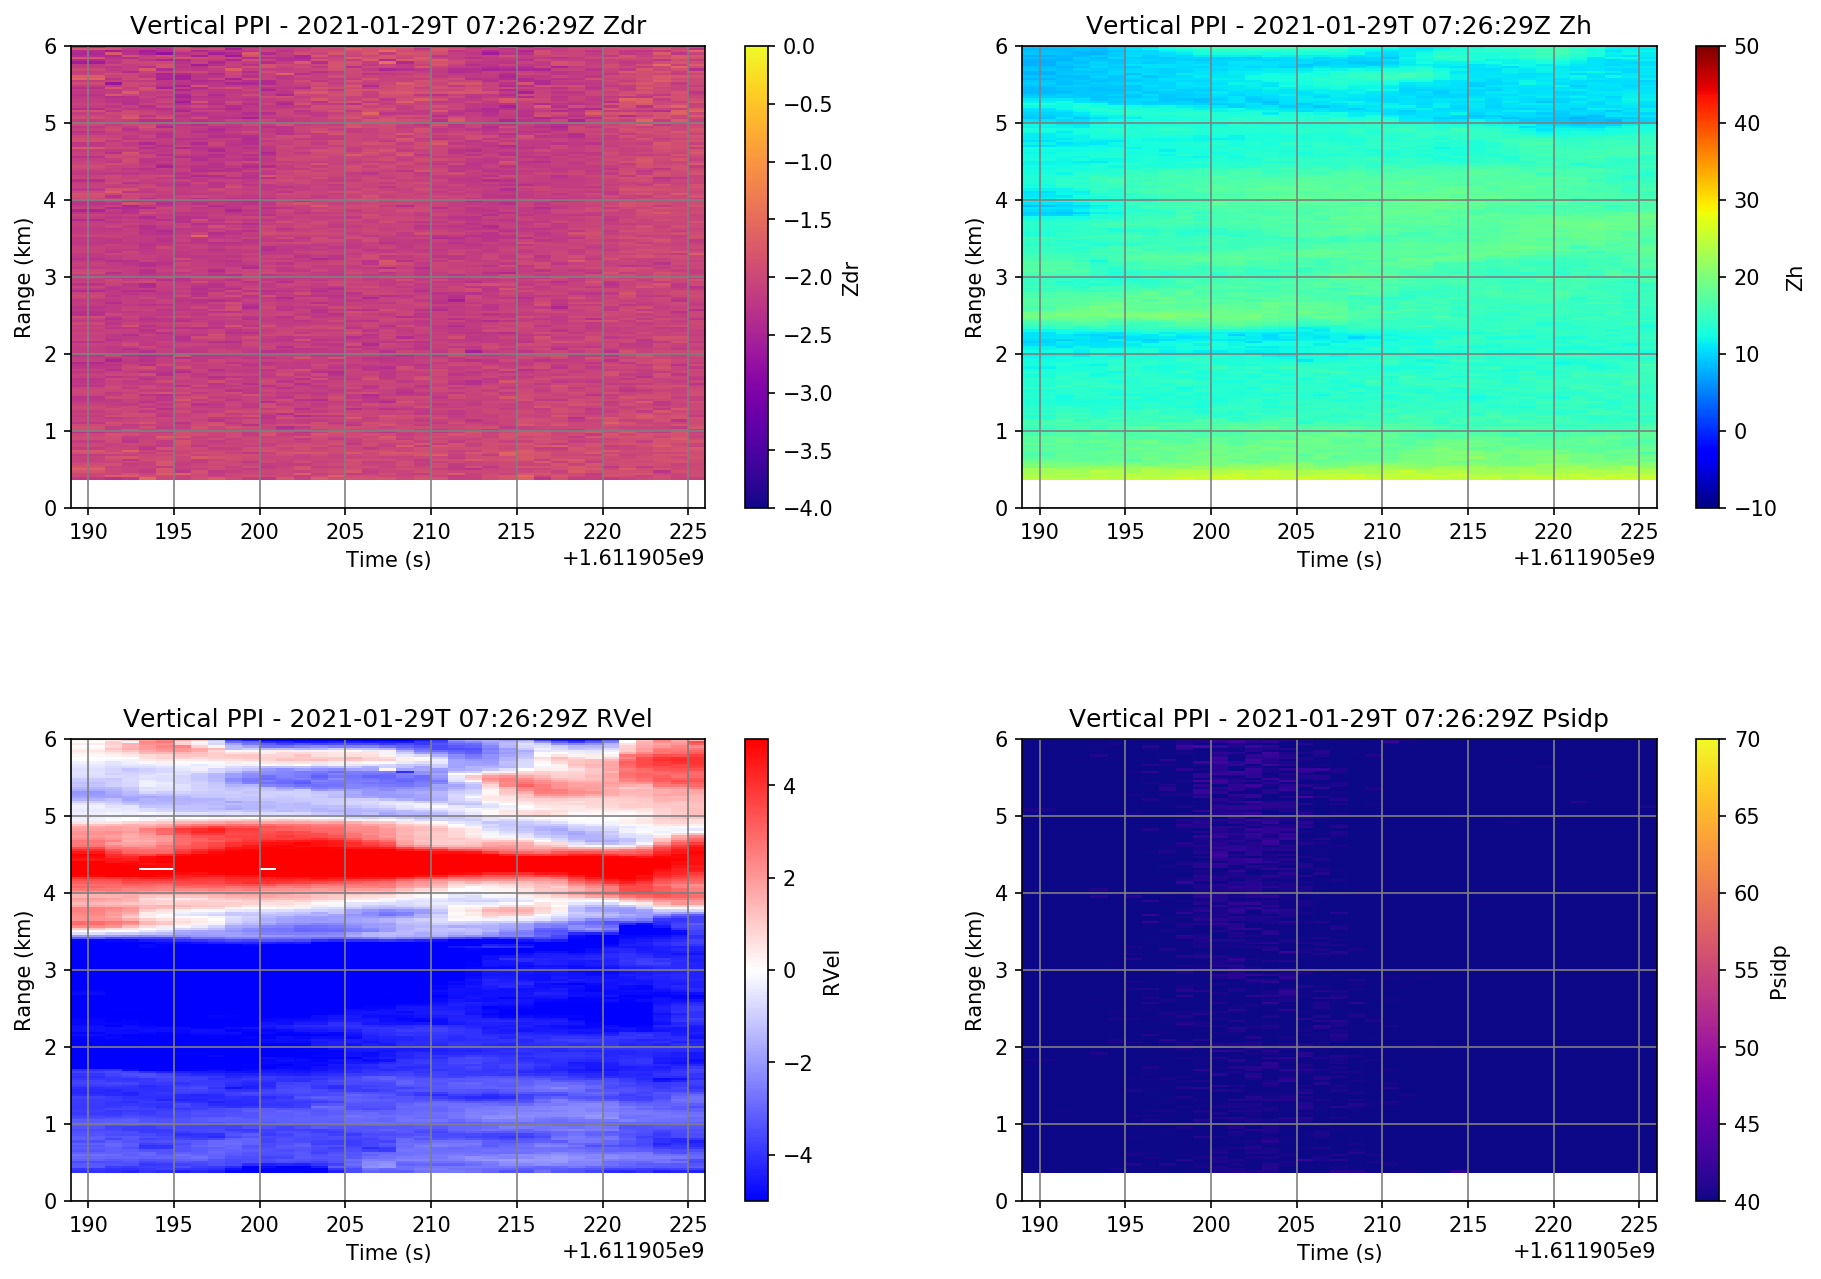 Vertical PPI - 2021-01-29T 07:26:29Z Zdr
6
5
4
3
2
1
0
Range (km)
190 195 200 205 210 215 220 225
Time (s)
+1.611905e9
0.0
−0.5
−1.0
−1.5
−2.0
−2.5
−3.0
−3.5
−4.0
Zdr
Vertical PPI - 2021-01-29T 07:26:29Z Zh
6
5
4
3
2
1
0
Range (km)
190 195 200 205 210 215 220 225
Time (s)
+1.611905e9
50
40
30
20
10
0
−10
Zh
Vertical PPI - 2021-01-29T 07:26:29Z RVel
6
5
4
3
2
1
0
Range (km)
190 195 200 205 210 215 220 225
Time (s)
+1.611905e9
4
2
0
−2
−4
RVel
Vertical PPI - 2021-01-29T 07:26:29Z Psidp
6
5
4
3
2
1
0
Range (km)
190 195 200 205 210 215 220 225
Time (s)
+1.611905e9
70
65
60
55
50
45
40
Psidp